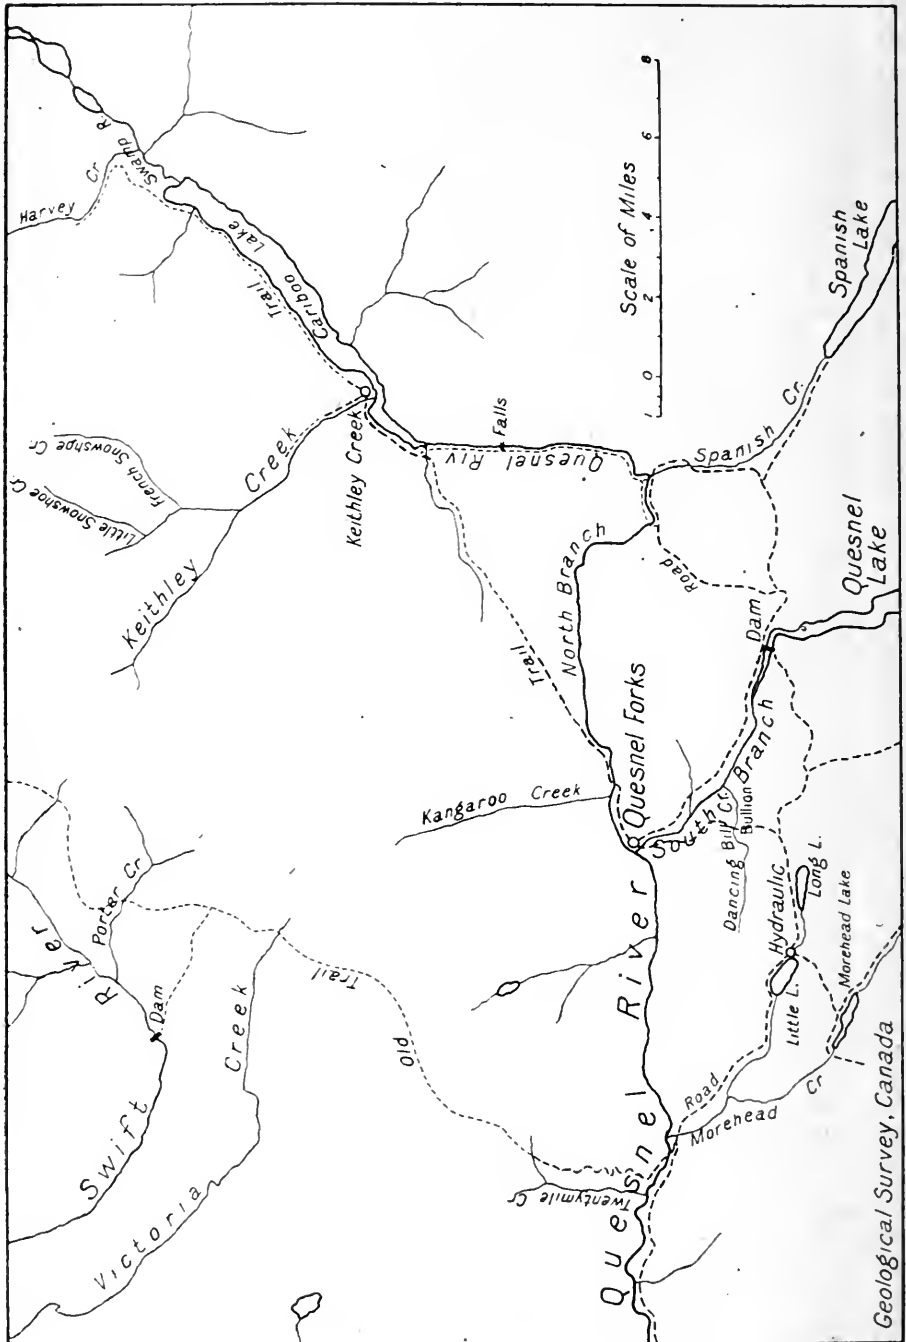 Harvey Cr
Swamp R.
Cariboo Lake
Trail
Little Snowshoe Cr.
French Snowshoe Cr.
Keithley Creek
Keithley Creek
Falls
Quesnel Riv
North Branch
Scale of Miles
1 0 2 4 6 8
Spanish Lake
Spanish Cr.
Quesnel Lake
Road
Dam
Trail
Quesnel Forks
South Branch
Kangaroo Creek
Bullion
Dancing Bill Cr.
Hydraulic
Long L.
Little L.
Morehead Lake
Morehead Cr
Road
Quesnel River
Twentymile Cr
Old Trail
Porter Cr
Dam
Swift River
Victoria Creek
Geological Survey, Canada